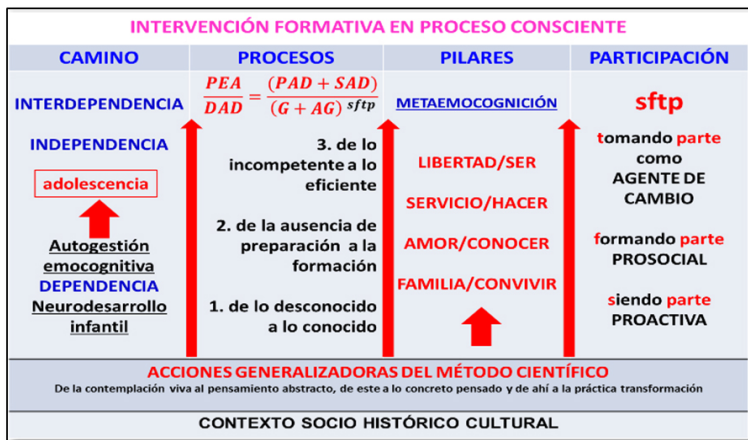 INTERVENCIÓN FORMATIVA EN PROCESO CONSCIENTE
CAMINO
INTERDEPENDENCIA
INDEPENDENCIA
adolescencia
Autogestión
emocognitiva
DEPENDENCIA
Neurodesarrollo
infantil
PROCESOS
PEA/DAD = (PAD + SAD)/(G + AG) sftp
3. de lo
incompetente a lo
eficiente
2. de la ausencia de
preparación a la
formación
1. de lo desconocido
a lo conocido
PILARES
METAEMOCOGNICIÓN
LIBERTAD/SER
SERVICIO/HACER
AMOR/CONOCER
FAMILIA/CONVIVIR
PARTICIPACIÓN
sftp
tomando parte
como
AGENTE DE
CAMBIO
formando parte
PROSOCIAL
siendo parte
PROACTIVA
ACCIONES GENERALIZADORAS DEL MÉTODO CIENTÍFICO
De la contemplación viva al pensamiento abstracto, de este a lo concreto pensado y de ahí a la práctica transformación
CONTEXTO SOCIO HISTÓRICO CULTURAL